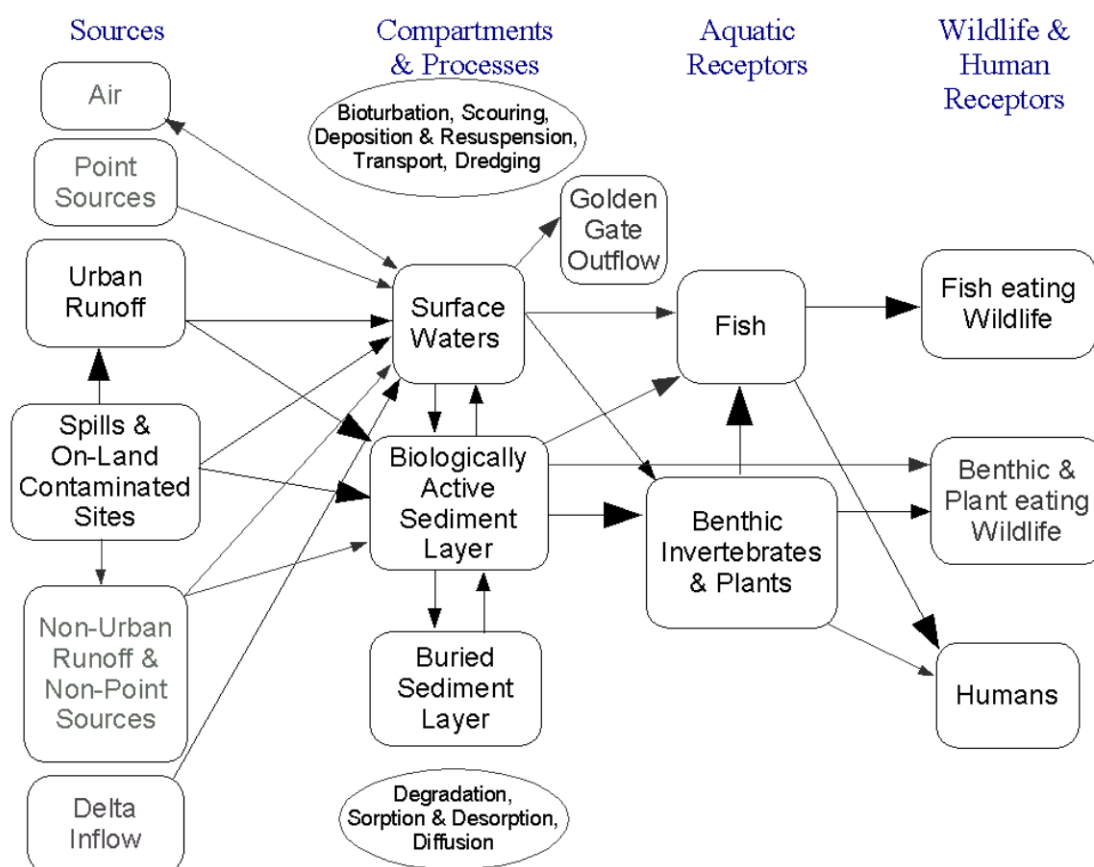 Sources
Compartments
& Processes
Aquatic
Receptors
Wildlife &
Human
Receptors
Air
Point
Sources
Urban
Runoff
Spills &
On-Land
Contaminated
Sites
Non-Urban
Runoff &
Non-Point
Sources
Delta
Inflow
Bioturbation, Scouring,
Deposition & Resuspension,
Transport, Dredging
Golden
Gate
Outflow
Surface
Waters
Biologically
Active
Sediment
Layer
Buried
Sediment
Layer
Degradation,
Sorption & Desorption,
Diffusion
Fish
Benthic
Invertebrates
& Plants
Fish eating
Wildlife
Benthic &
Plant eating
Wildlife
Humans